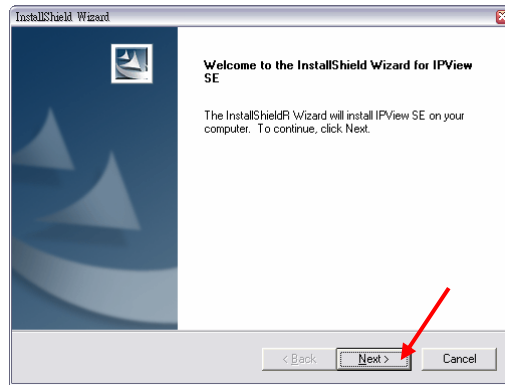 InstallShield Wizard
Welcome to the InstallShield Wizard for IPView
SE
The InstallShieldR Wizard will install IPView SE on your
computer. To continue, click Next.
< Back
Next >
Cancel